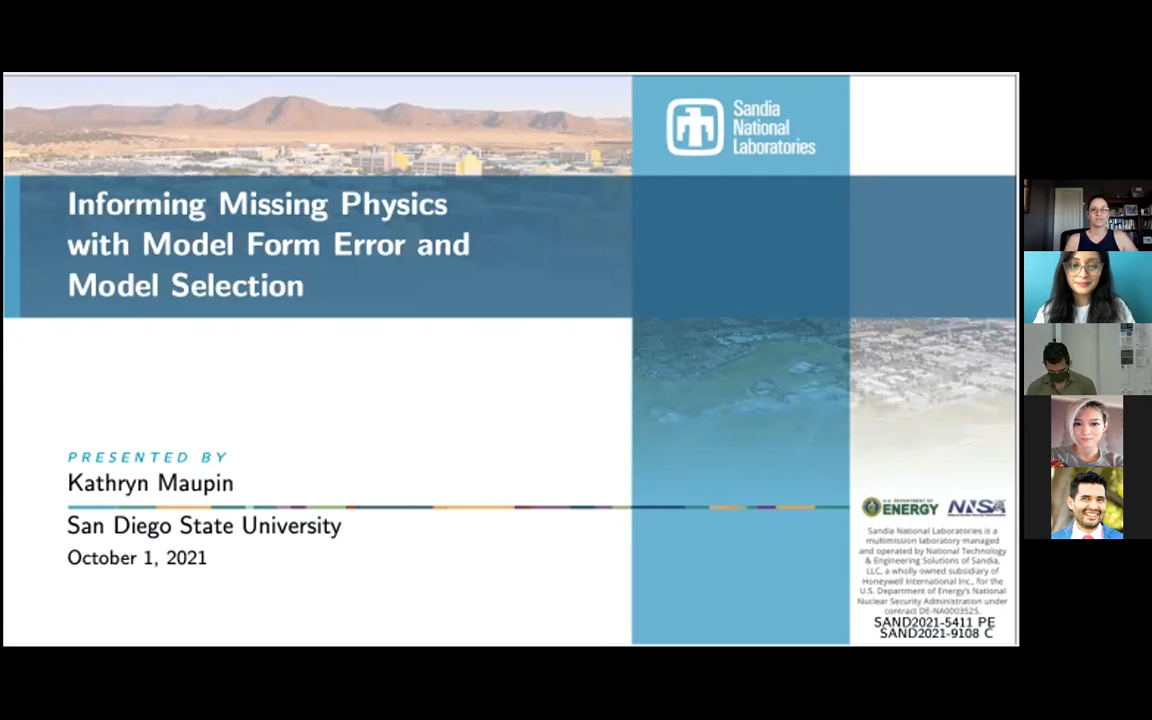 Sandia
National
Laboratories
Informing Missing Physics
with Model Form Error and
Model Selection
PRESENTED BY
Kathryn Maupin
San Diego State University
October 1, 2021
U.S. DEPARTMENT OF
ENERGY
NNSA
Sandia National Laboratories is a
multimission laboratory managed
and operated by National Technology
& Engineering Solutions of Sandia,
LLC, a wholly owned subsidiary of
Honeywell International Inc., for the
U.S. Department of Energy's National
Nuclear Security Administration under
contract DE-NA0003525.
SAND2021-5411 PE
SAND2021-9108 C